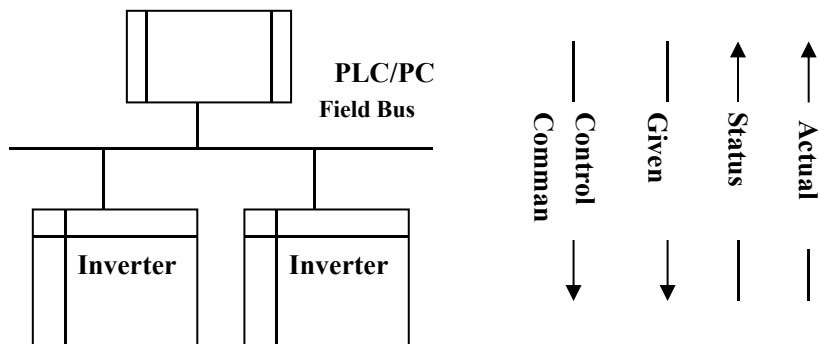 PLC/PC
Field Bus
Inverter
Inverter
Control
Comman
Given
Status
Actual